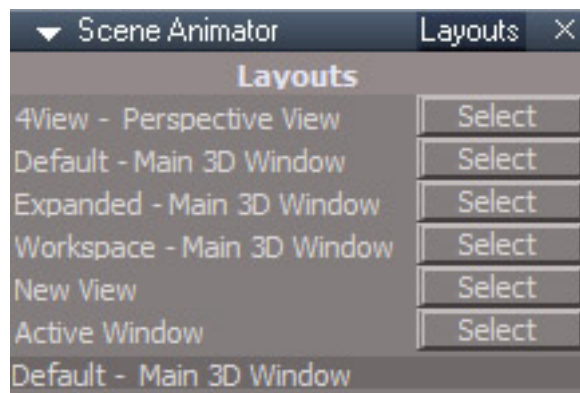 Scene Animator Layouts ×
Layouts
4View - Perspective View Select
Default - Main 3D Window Select
Expanded - Main 3D Window Select
Workspace - Main 3D Window Select
New View Select
Active Window Select
Default - Main 3D Window